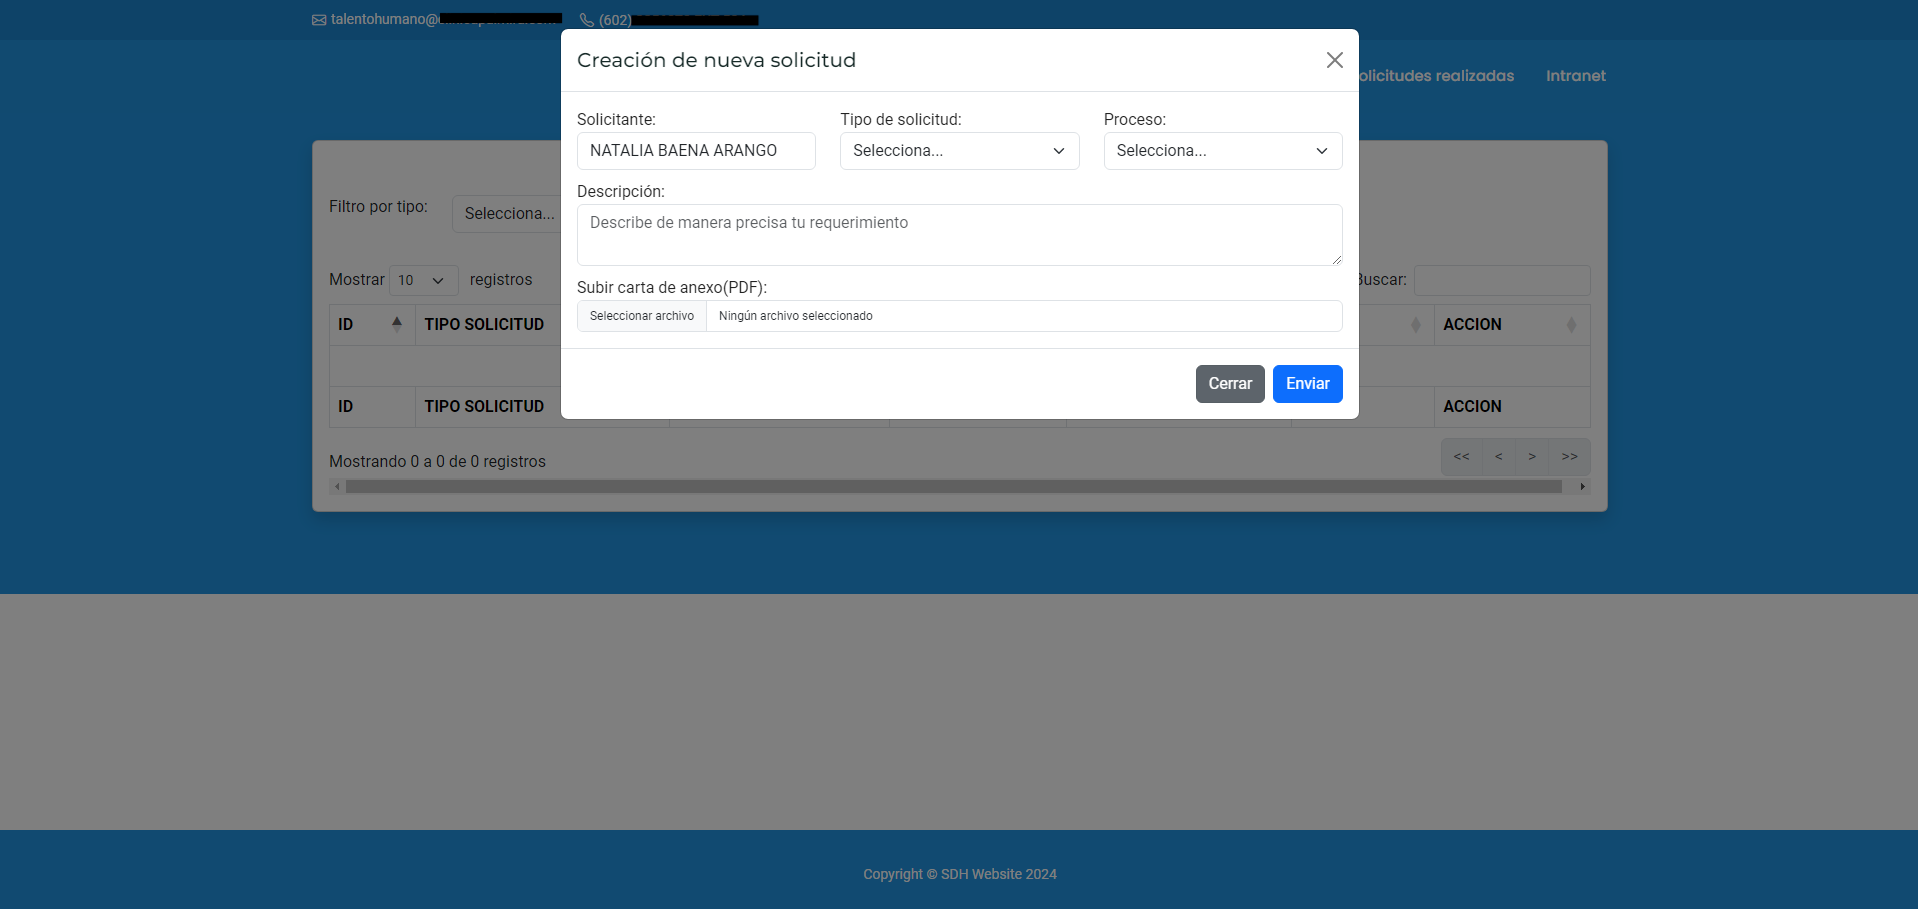 talentohumano@
(602)
Creación de nueva solicitud
olicitudes realizadas
Intranet
Solicitante:
Tipo de solicitud:
Proceso:
NATALIA BAENA ARANGO
Selecciona...
Selecciona...
Filtro por tipo:
Selecciona...
Descripción:
Describe de manera precisa tu requerimiento
Mostrar 10 registros
Buscar:
Subir carta de anexo(PDF):
Seleccionar archivo
Ningún archivo seleccionado
ID
TIPO SOLICITUD
ACCION
Cerrar
Enviar
ID
TIPO SOLICITUD
ACCION
Mostrando 0 a 0 de 0 registros
<< < > >>
Copyright © SDH Website 2024